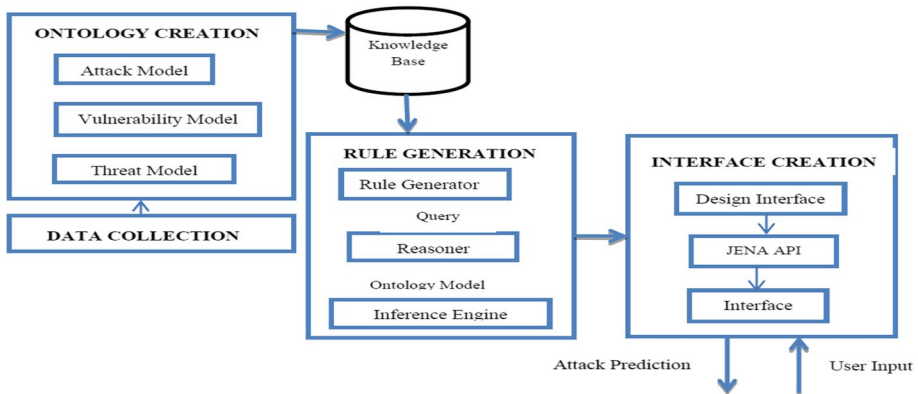 ONTOLOGY CREATION
Attack Model
Vulnerability Model
Threat Model
DATA COLLECTION
Knowledge
Base
RULE GENERATION
Rule Generator
Query
Reasoner
Ontology Model
Inference Engine
INTERFACE CREATION
Design Interface
JENA API
Interface
Attack Prediction
User Input